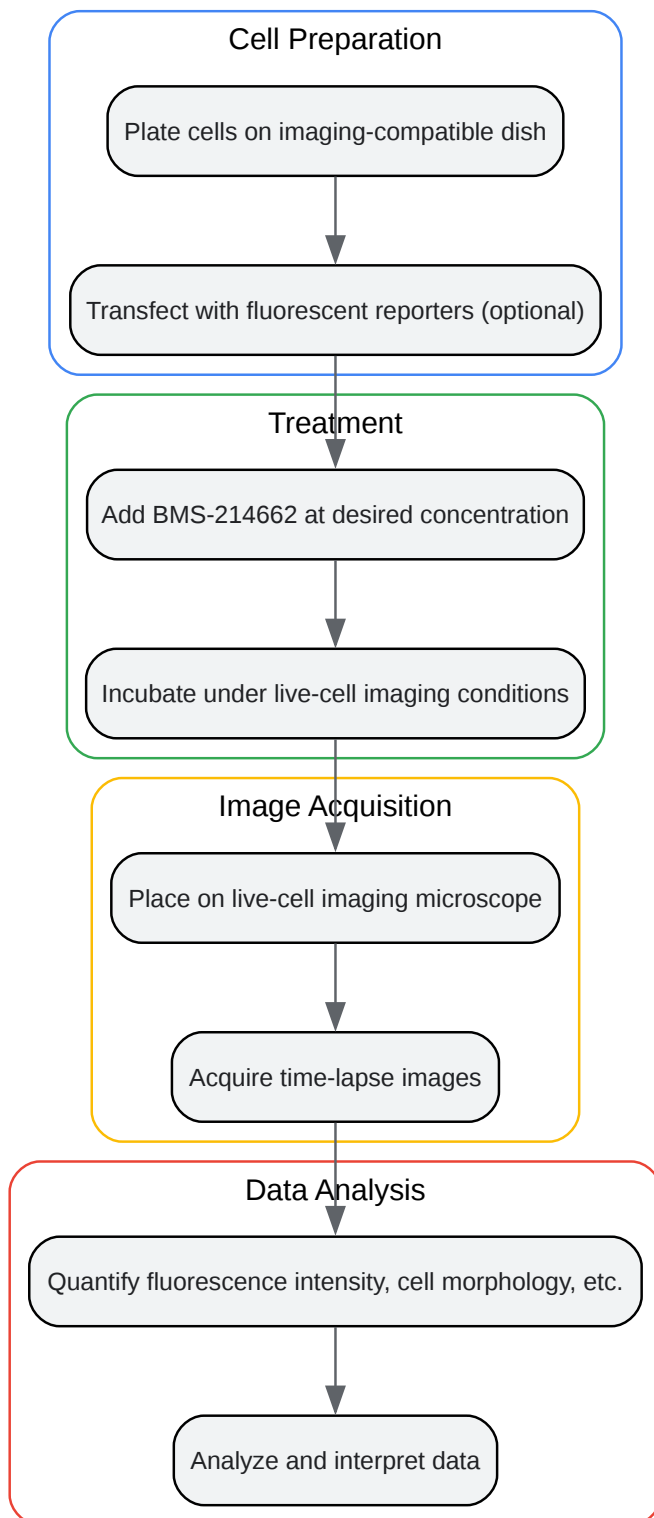 Cell Preparation
Plate cells on imaging-compatible dish
Transfect with fluorescent reporters (optional)
Treatment
Add BMS-214662 at desired concentration
Incubate under live-cell imaging conditions
Image Acquisition
Place on live-cell imaging microscope
Acquire time-lapse images
Data Analysis
Quantify fluorescence intensity, cell morphology, etc.
Analyze and interpret data